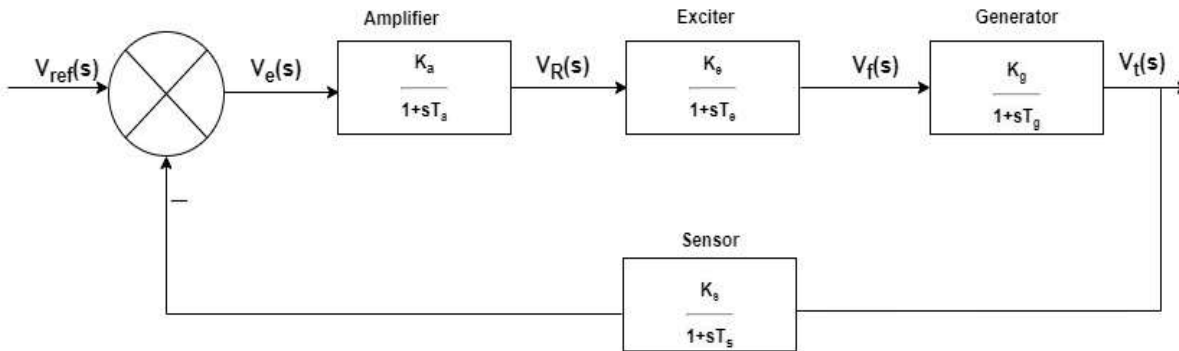 Amplifier
Exciter
Generator
V_ref(s)
V_e(s)
K_a
1+sT_a
V_R(s)
K_e
1+sT_e
V_f(s)
K_g
1+sT_g
V_t(s)
−
Sensor
K_s
1+sT_s